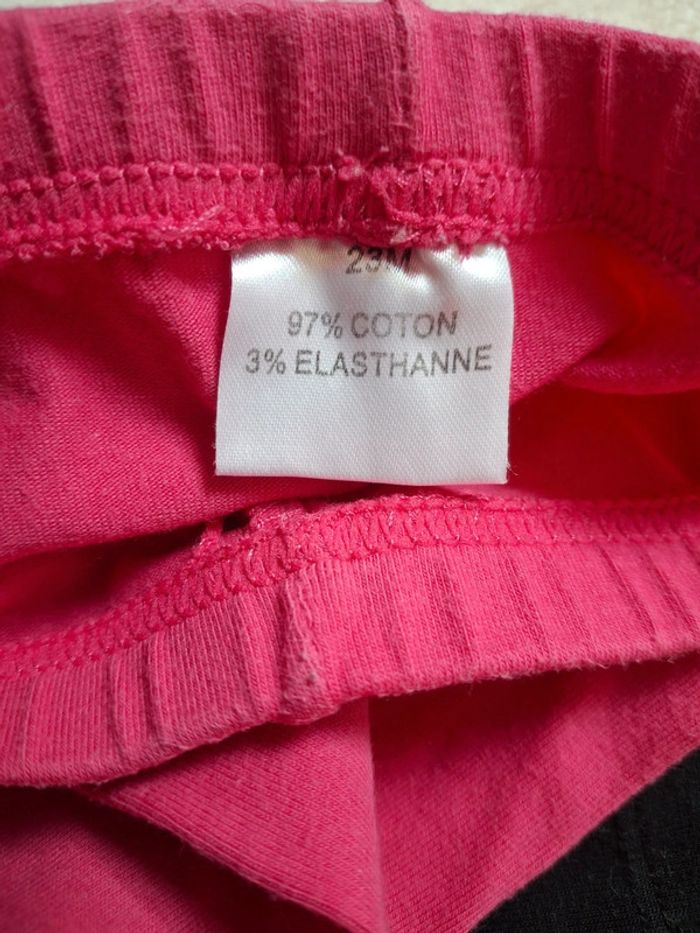 23M
97% COTON
3% ELASTHANNE